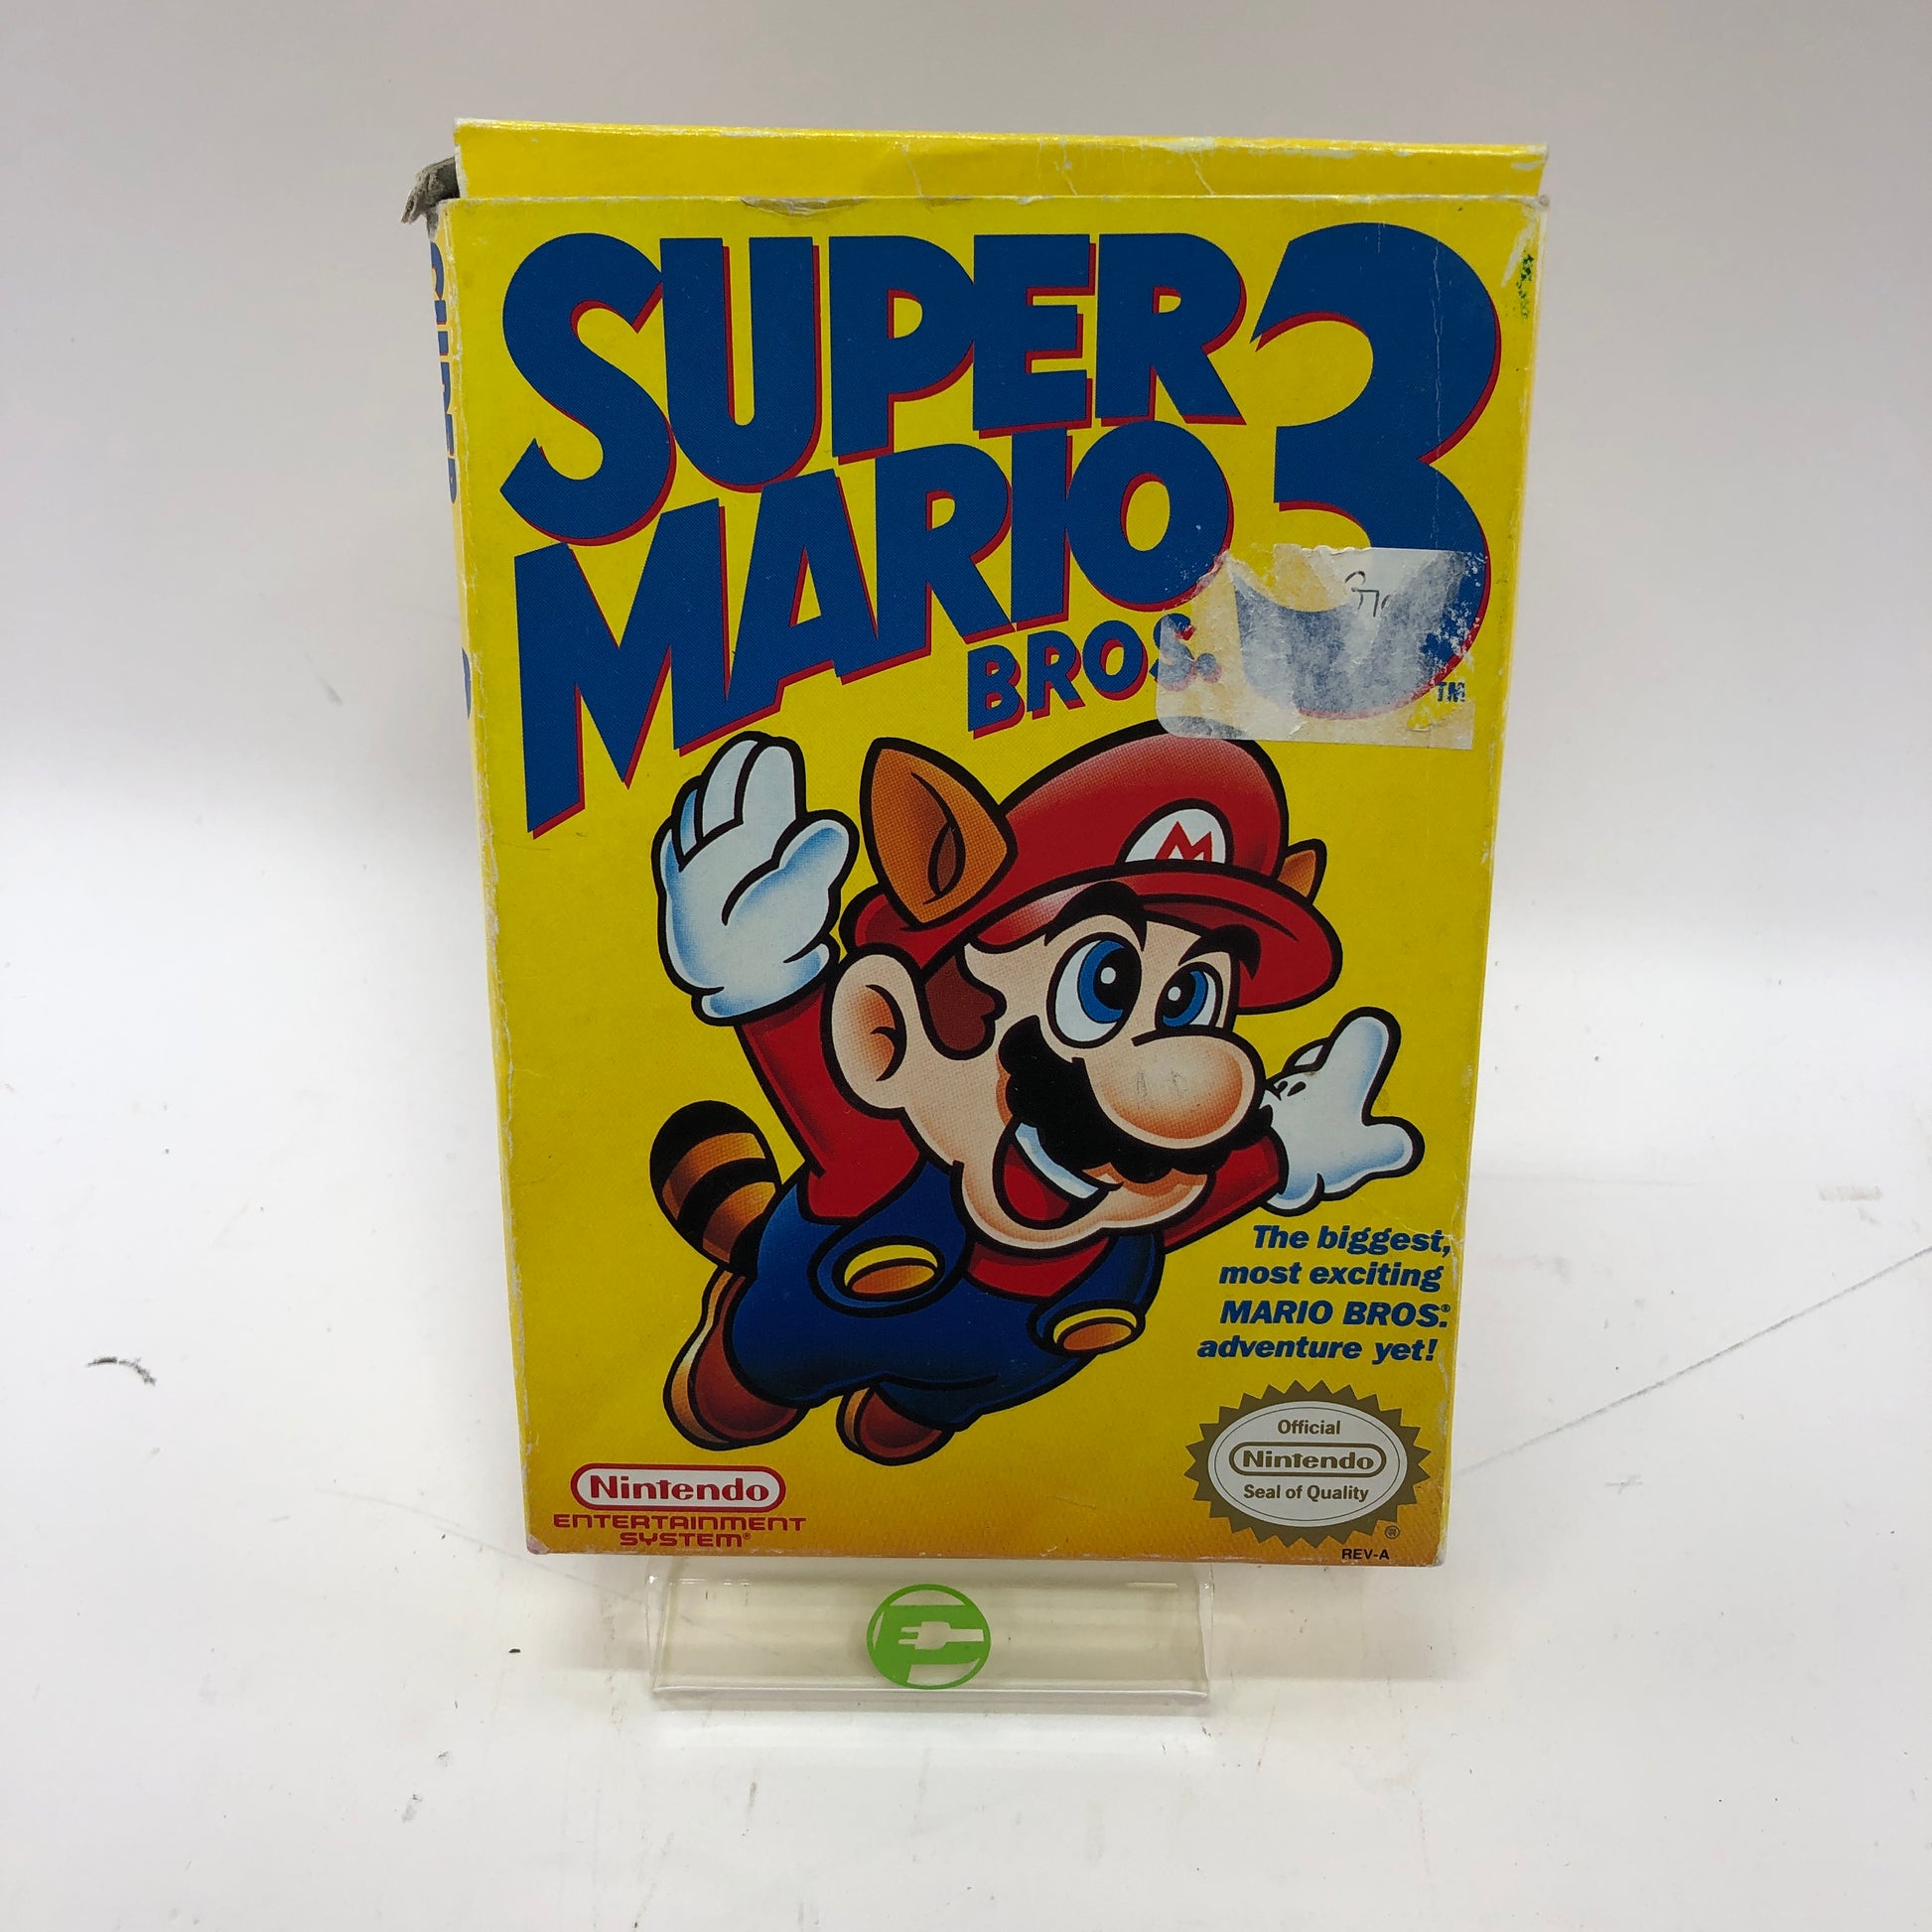 SUPER
MARIO
BROS. 3 TM
M
The biggest,
most exciting
MARIO BROS.®
adventure yet!
Official
Nintendo
Seal of Quality
®
REV-A
Nintendo
ENTERTAINMENT
SYSTEM®
SUPER